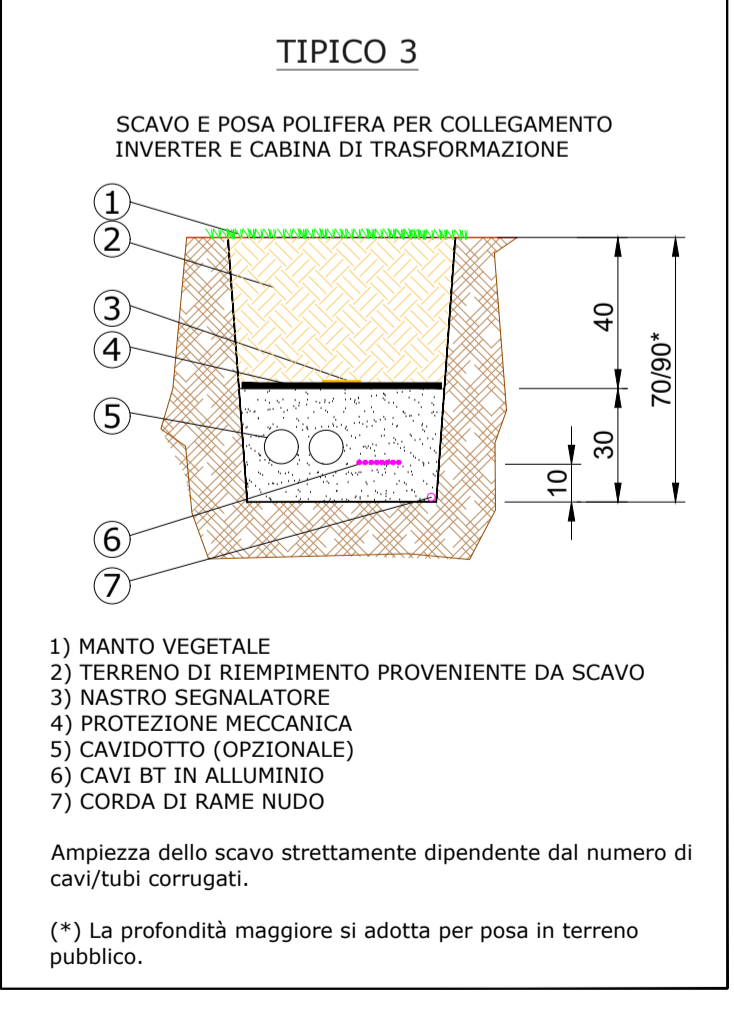 TIPICO 3
SCAVO E POSA POLIFERA PER COLLEGAMENTO
INVERTER E CABINA DI TRASFORMAZIONE
1
2
3
4
5
6
7
40
30
10
70/90*
1) MANTO VEGETALE
2) TERRENO DI RIEMPIMENTO PROVENIENTE DA SCAVO
3) NASTRO SEGNALATORE
4) PROTEZIONE MECCANICA
5) CAVIDOTTO (OPZIONALE)
6) CAVI BT IN ALLUMINIO
7) CORDA DI RAME NUDO
Ampiezza dello scavo strettamente dipendente dal numero di
cavi/tubi corrugati.
(*) La profondità maggiore si adotta per posa in terreno
pubblico.